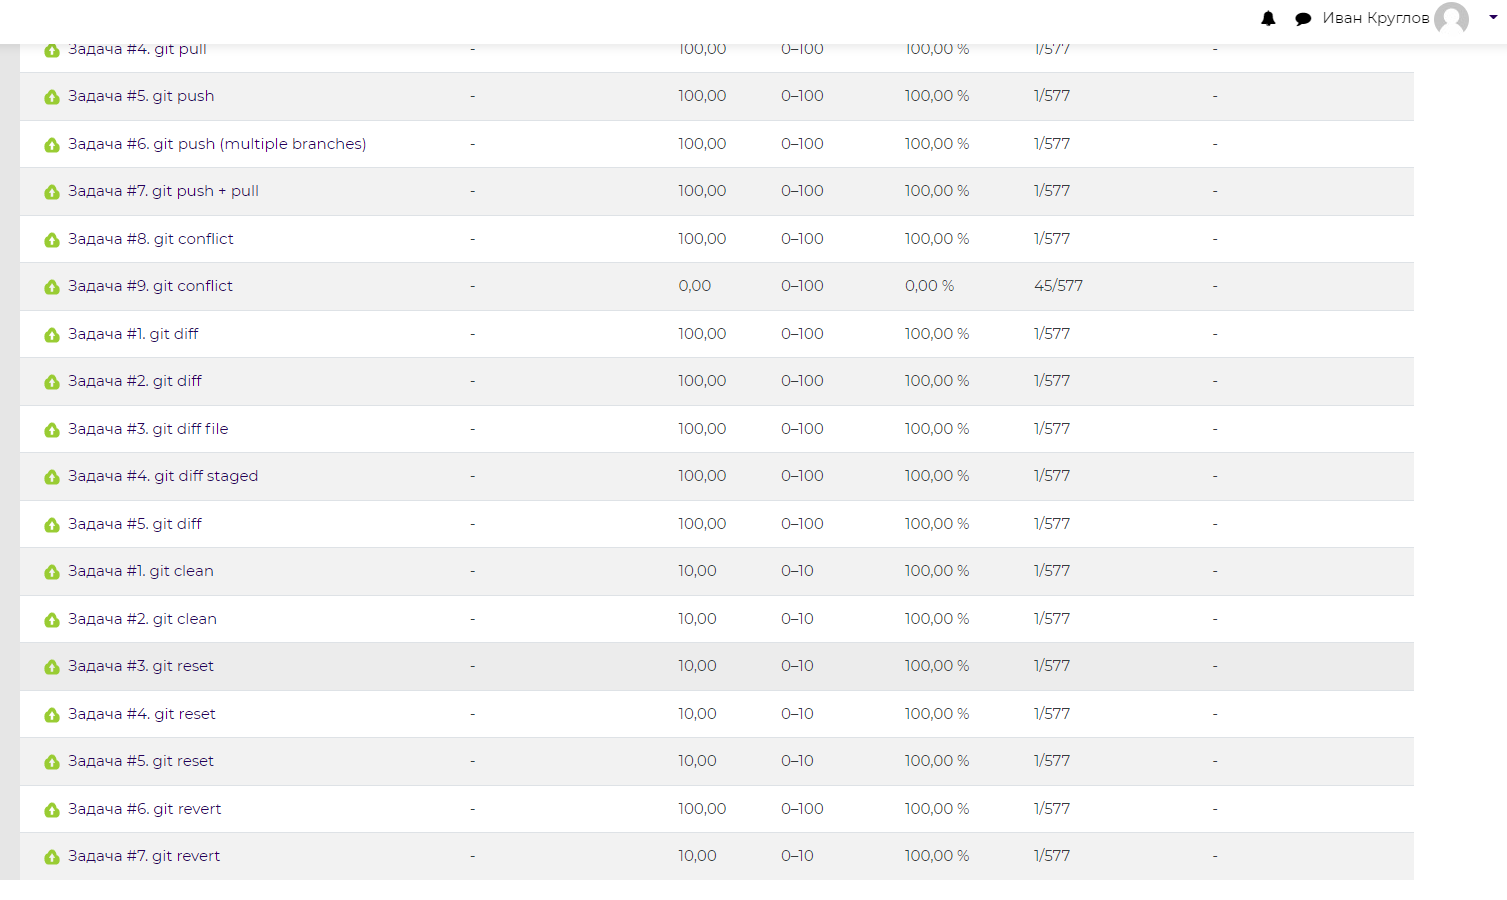 Иван Круглов
Задача #4. git pull - 100,00 0–100 100,00 % 1/577 -
Задача #5. git push - 100,00 0–100 100,00 % 1/577 -
Задача #6. git push (multiple branches) - 100,00 0–100 100,00 % 1/577 -
Задача #7. git push + pull - 100,00 0–100 100,00 % 1/577 -
Задача #8. git conflict - 100,00 0–100 100,00 % 1/577 -
Задача #9. git conflict - 0,00 0–100 0,00 % 45/577 -
Задача #1. git diff - 100,00 0–100 100,00 % 1/577 -
Задача #2. git diff - 100,00 0–100 100,00 % 1/577 -
Задача #3. git diff file - 100,00 0–100 100,00 % 1/577 -
Задача #4. git diff staged - 100,00 0–100 100,00 % 1/577 -
Задача #5. git diff - 100,00 0–100 100,00 % 1/577 -
Задача #1. git clean - 10,00 0–10 100,00 % 1/577 -
Задача #2. git clean - 10,00 0–10 100,00 % 1/577 -
Задача #3. git reset - 10,00 0–10 100,00 % 1/577 -
Задача #4. git reset - 10,00 0–10 100,00 % 1/577 -
Задача #5. git reset - 10,00 0–10 100,00 % 1/577 -
Задача #6. git revert - 100,00 0–100 100,00 % 1/577 -
Задача #7. git revert - 10,00 0–10 100,00 % 1/577 -